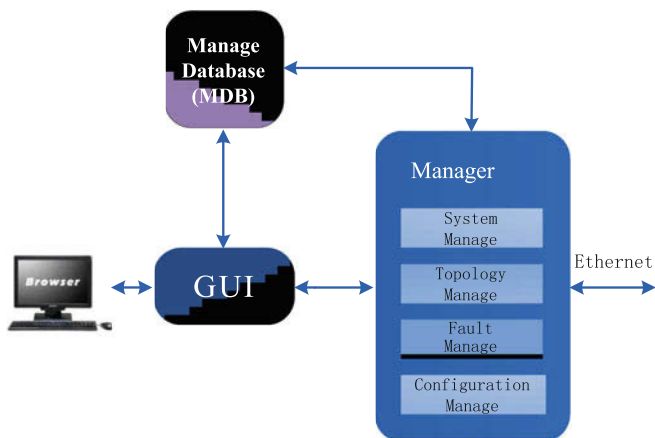 Manage
Database
(MDB)
Manager
System
Manage
Topology
Manage
Fault
Manage
Configuration
Manage
Ethernet
GUI
Browser